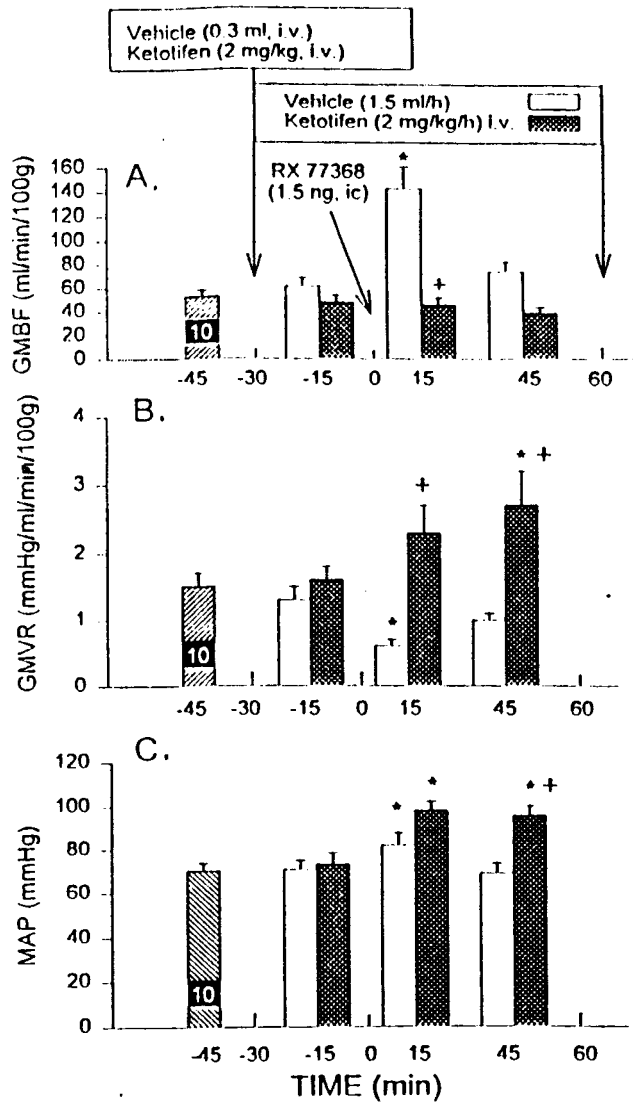 Vehicle (0.3 ml, i.v.)
Ketotifen (2 mg/kg, i.v.)
Vehicle (1.5 ml/h)
Ketotifen (2 mg/kg/h) i.v.
A.
RX 77368
(1.5 ng, ic)
*
+
GMBF (ml/min/100g)
160
140
120
100
80
60
40
20
0
10
-45 -30 -15 0 15 45 60
B.
GMVR (mmHg/ml/min/100g)
4
3
2
1
0
*
+
* +
10
-45 -30 -15 0 15 45 60
C.
MAP (mmHg)
120
100
80
60
40
20
0
* *
* +
10
-45 -30 -15 0 15 45 60
TIME (min)